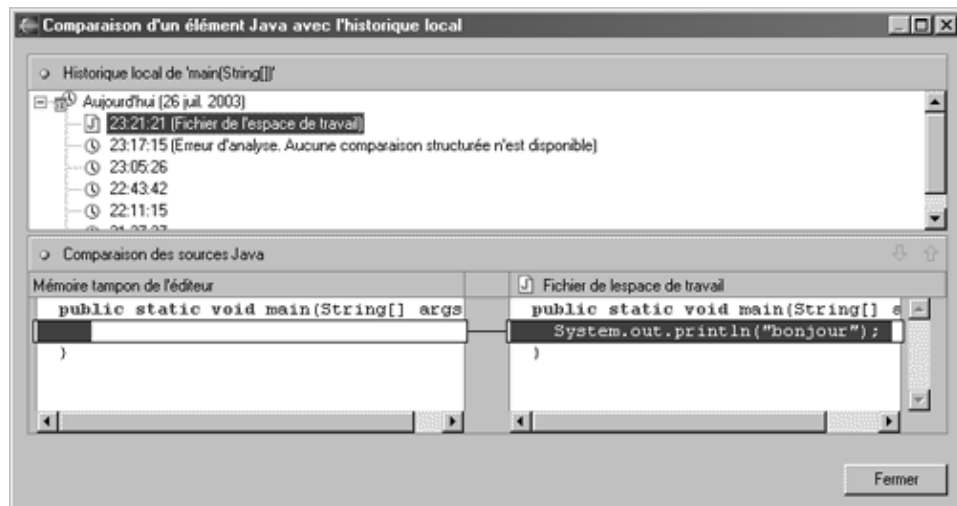 Comparaison d'un élément Java avec l'historique local
Historique local de 'main(String[])'
Aujourd'hui (26 juil. 2003)
23:21:21 (Fichier de l'espace de travail)
23:17:15 (Erreur d'analyse. Aucune comparaison structurée n'est disponible)
23:05:26
22:43:42
22:11:15
Comparaison des sources Java
Mémoire tampon de l'éditeur
Fichier de lespace de travail
public static void main(String[] args
public static void main(String[]
System.out.println("bonjour");
}
}
Fermer